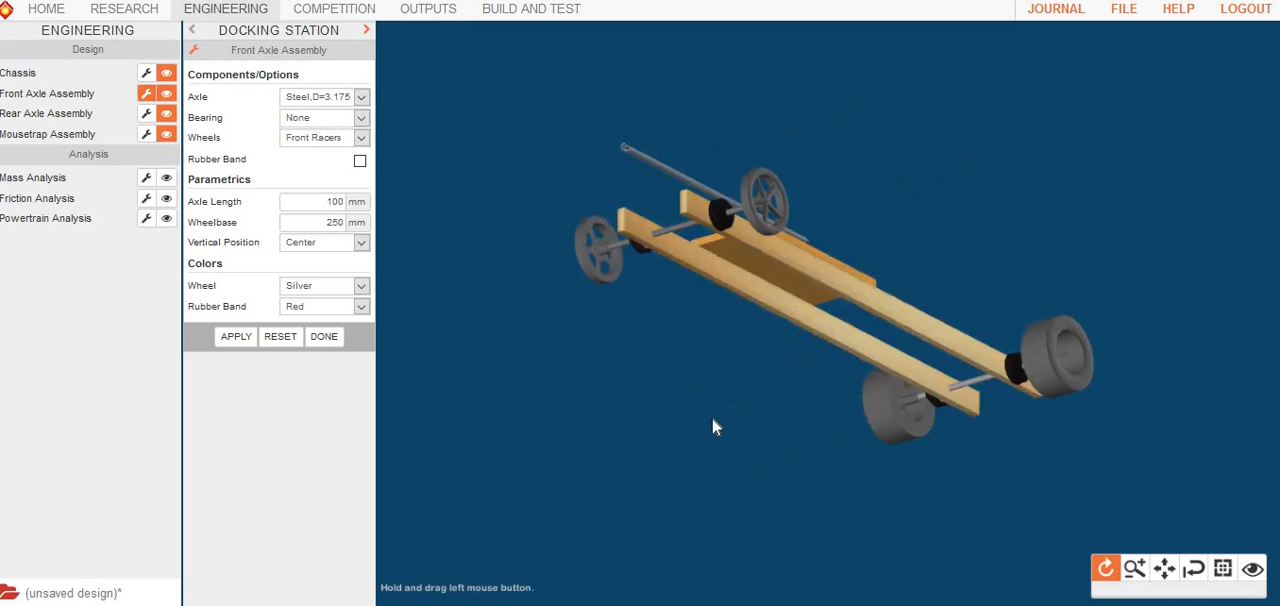 HOME RESEARCH ENGINEERING COMPETITION OUTPUTS BUILD AND TEST JOURNAL FILE HELP LOGOUT
ENGINEERING
Design
Chassis
Front Axle Assembly
Rear Axle Assembly
Mousetrap Assembly
Analysis
Mass Analysis
Friction Analysis
Powertrain Analysis
(unsaved design)*
DOCKING STATION
Front Axle Assembly
Components/Options
Axle Steel,D=3.175
Bearing None
Wheels Front Racers
Rubber Band
Parametrics
Axle Length 100 mm
Wheelbase 250 mm
Vertical Position Center
Colors
Wheel Silver
Rubber Band Red
APPLY RESET DONE
Hold and drag left mouse button.